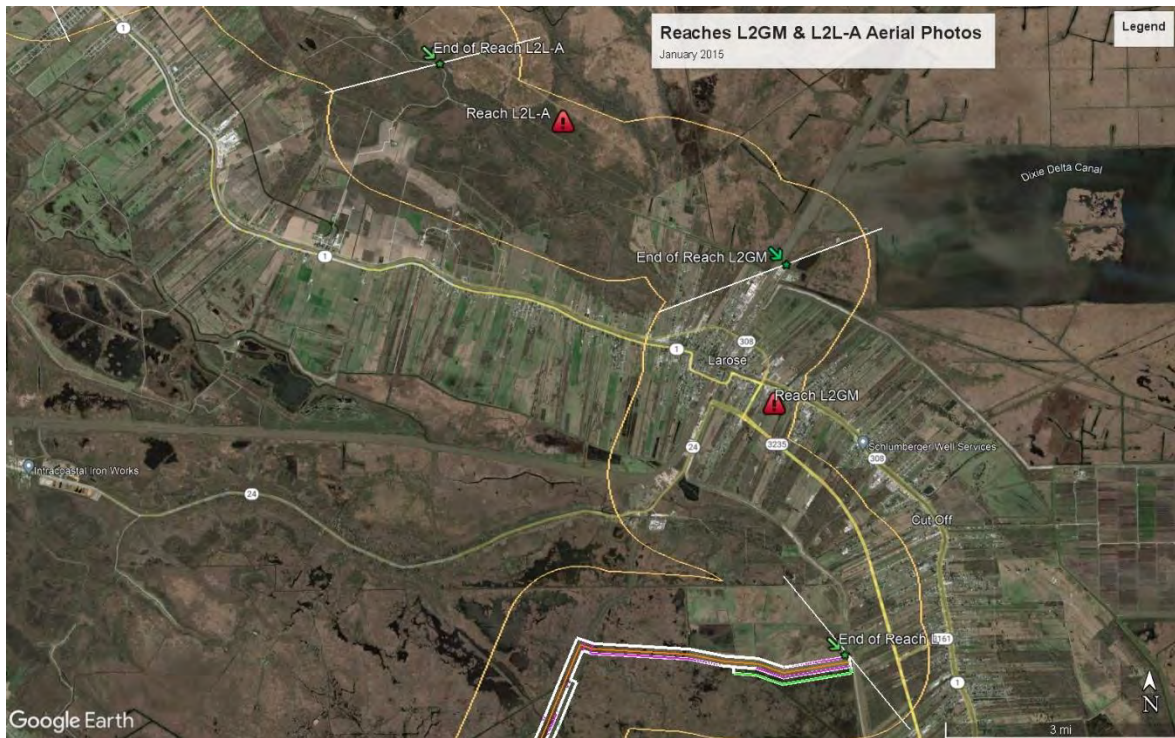 Reaches L2GM & L2L-A Aerial Photos
January 2015
Legend
1
End of Reach L2L-A
Reach L2L-A
Dixie Delta Canal
1
End of Reach L2GM
308
1
Larose
Reach L2GM
3235
24
Schlumberger Well Services
308
Intracoastal Iron Works
24
Cut Off
End of Reach L
161
1
N
Google Earth
3 mi